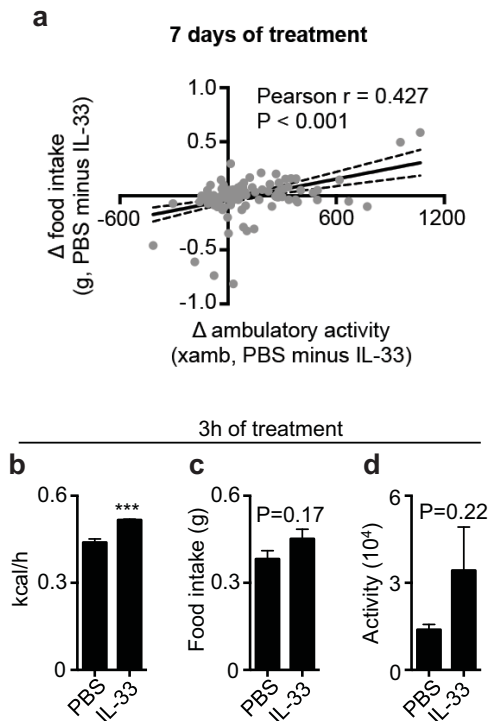 a
7 days of treatment
Pearson r = 0.427
P < 0.001
1.0
0.5
-0.5
-1.0
-600
600
1200
Δ food intake
(g, PBS minus IL-33)
Δ ambulatory activity
(xamb, PBS minus IL-33)
3h of treatment
b
kcal/h
0.6
0.3
0
***
PBS
IL-33
c
Food intake (g)
0.6
0.3
0
P=0.17
PBS
IL-33
d
Activity (10⁴)
6
3
0
P=0.22
PBS
IL-33